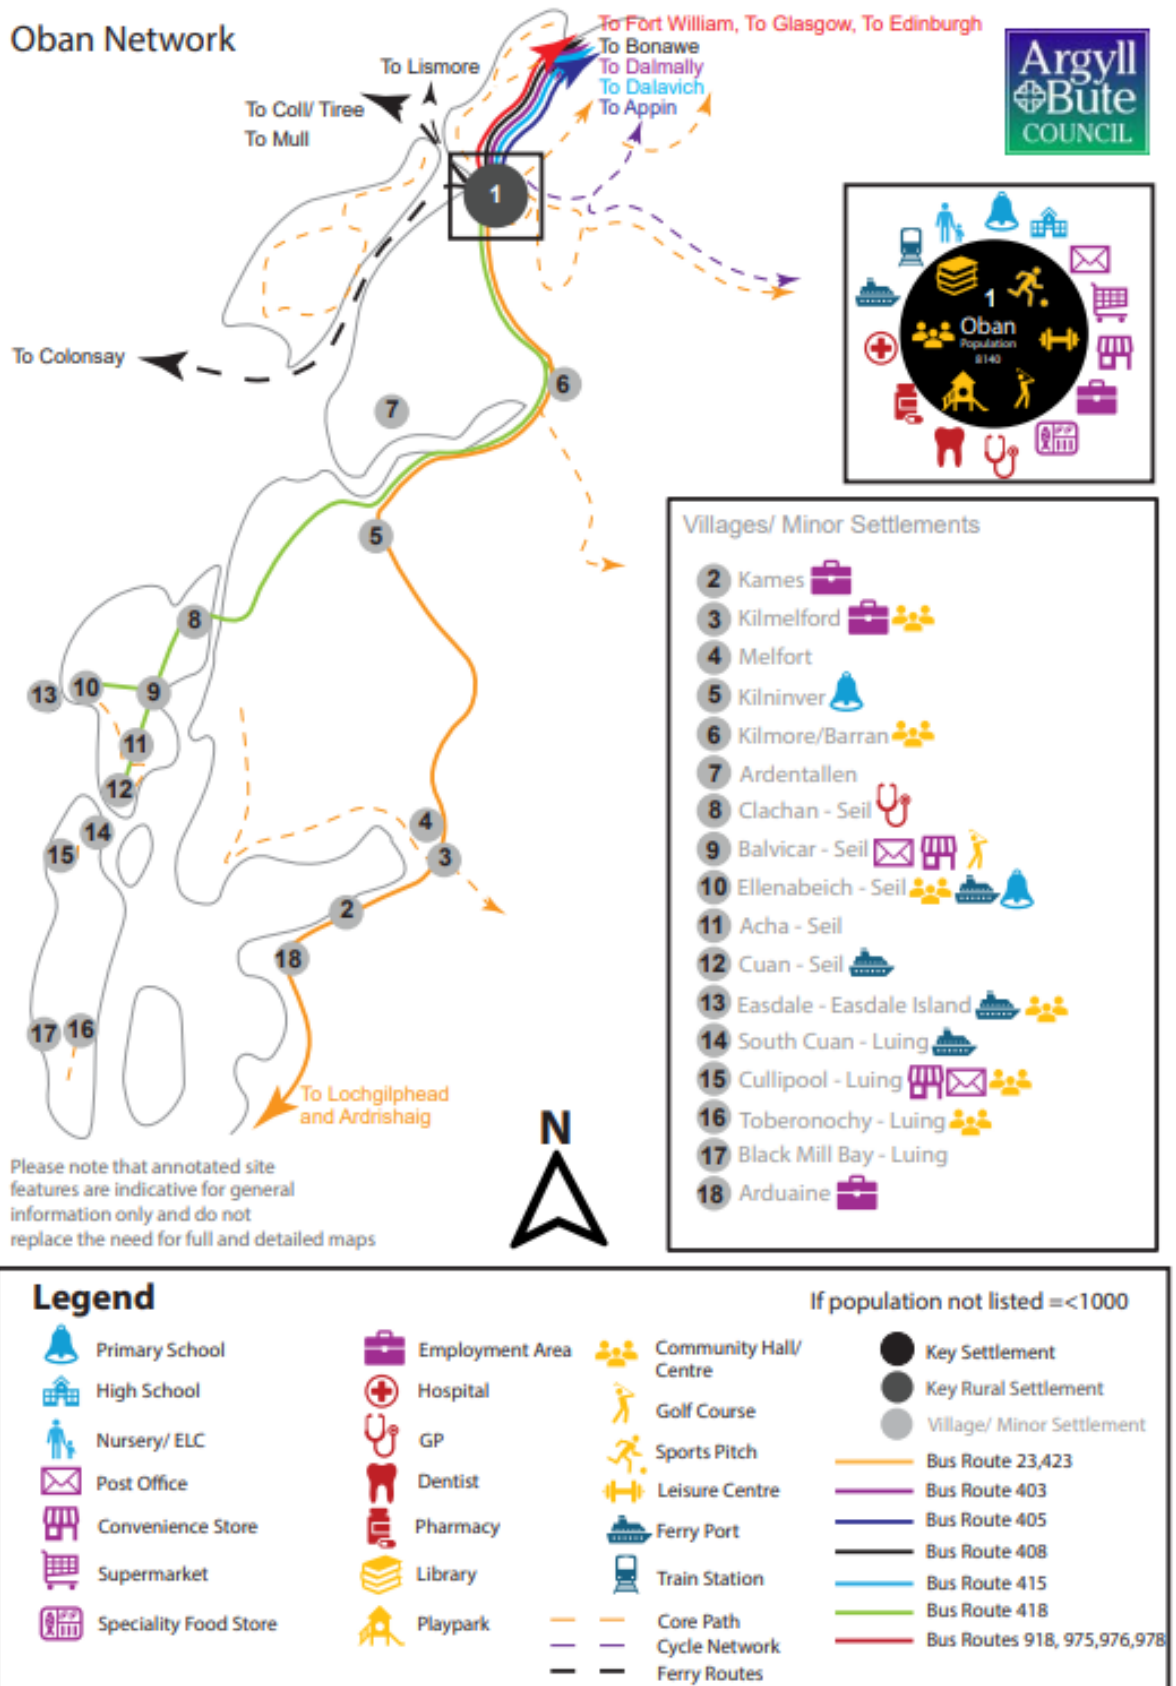 Oban Network
To Fort William, To Glasgow, To Edinburgh
To Bonawe
To Dalmally
To Dalavich
To Appin
To Lismore
To Coll/ Tiree
To Mull
Argyll
Bute
COUNCIL
1
1
Oban
Population
8140
To Colonsay
6
7
5
8
13
10
9
11
12
14
15
4
3
2
18
17
16
To Lochgilphead
and Ardrishaig
N
Please note that annotated site
features are indicative for general
information only and do not
replace the need for full and detailed maps
Villages/ Minor Settlements
2 Kames
3 Kilmelford
4 Melfort
5 Kilninver
6 Kilmore/Barran
7 Ardentallen
8 Clachan - Seil
9 Balvicar - Seil
10 Ellenabeich - Seil
11 Acha - Seil
12 Cuan - Seil
13 Easdale - Easdale Island
14 South Cuan - Luing
15 Cullipool - Luing
16 Toberonochy - Luing
17 Black Mill Bay - Luing
18 Arduaine
Legend
If population not listed =<1000
Primary School
High School
Nursery/ ELC
Post Office
Convenience Store
Supermarket
Speciality Food Store
Employment Area
Hospital
GP
Dentist
Pharmacy
Library
Playpark
Community Hall/
Centre
Golf Course
Sports Pitch
Leisure Centre
Ferry Port
Train Station
Core Path
Cycle Network
Ferry Routes
Key Settlement
Key Rural Settlement
Village/ Minor Settlement
Bus Route 23,423
Bus Route 403
Bus Route 405
Bus Route 408
Bus Route 415
Bus Route 418
Bus Routes 918, 975,976,978